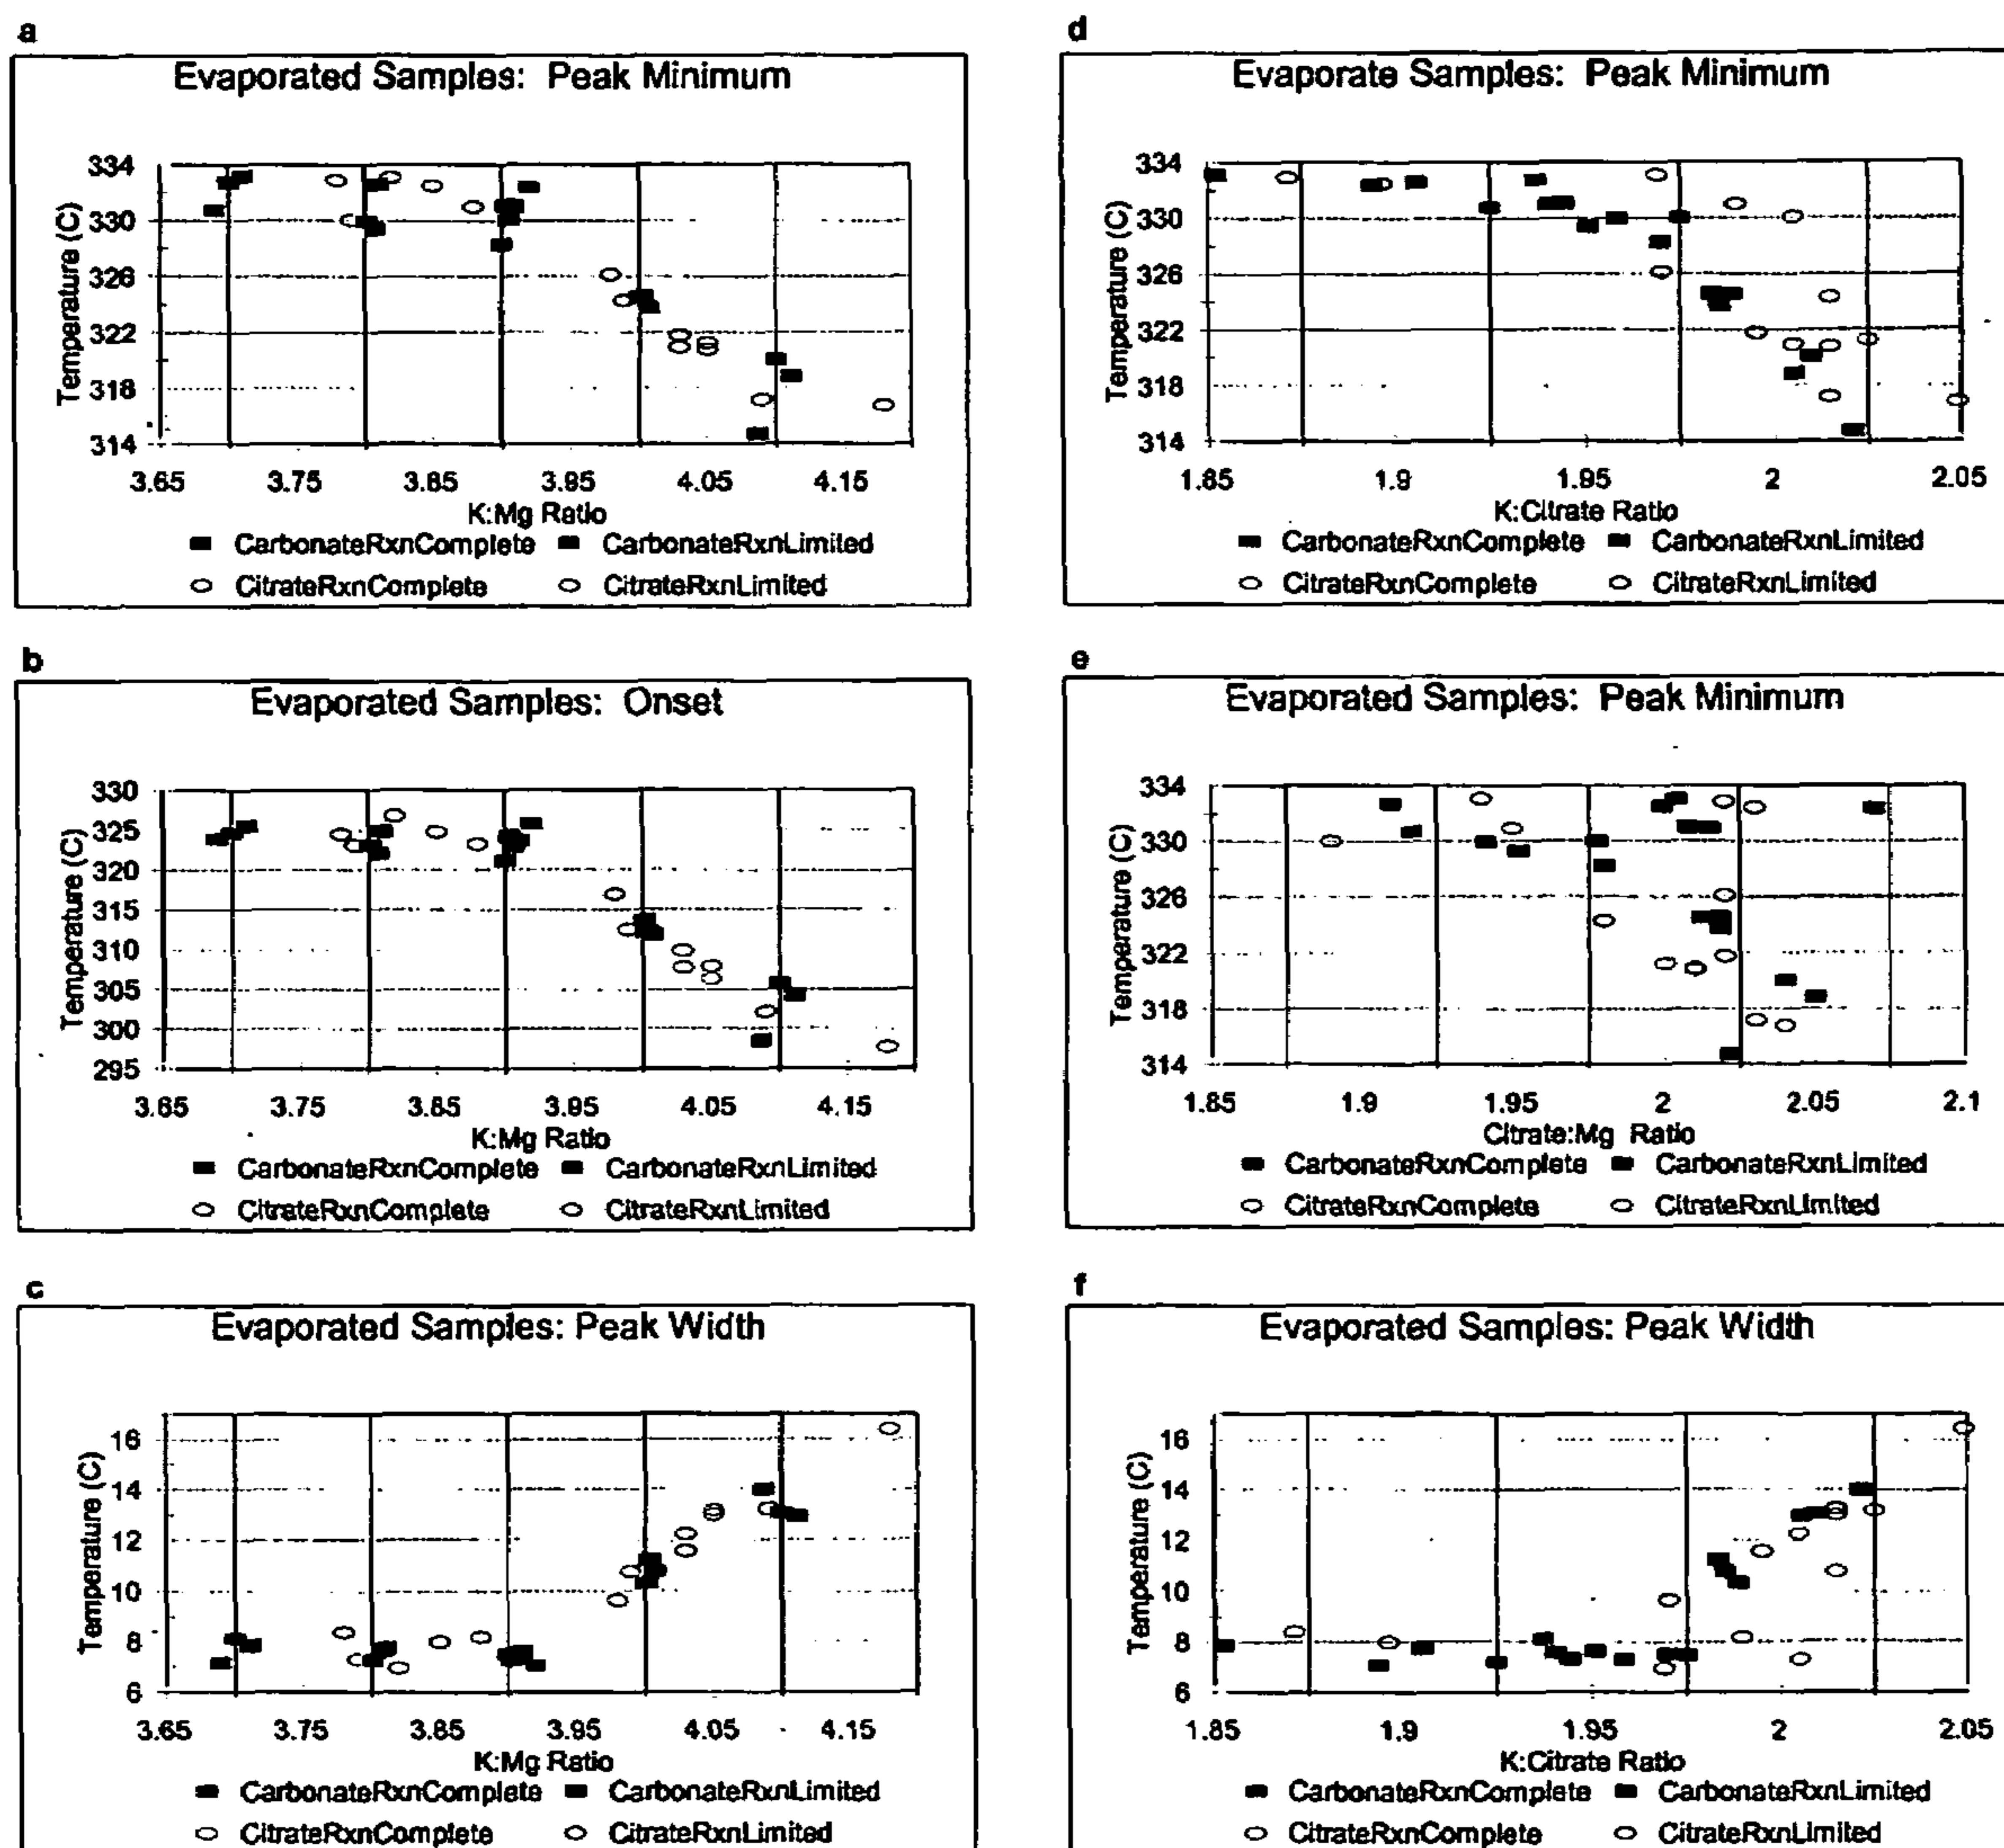 a
Evaporated Samples: Peak Minimum
334
330
326
322
318
314
Temperature (C)
3.65 3.75 3.85 3.95 4.05 4.15
K:Mg Ratio
CarbonateRxnComplete CarbonateRxnLimited
CitrateRxnComplete CitrateRxnLimited
b
Evaporated Samples: Onset
330
325
320
315
310
305
300
295
Temperature (C)
3.65 3.75 3.85 3.95 4.05 4.15
K:Mg Ratio
CarbonateRxnComplete CarbonateRxnLimited
CitrateRxnComplete CitrateRxnLimited
c
Evaporated Samples: Peak Width
16
14
12
10
8
6
Temperature (C)
3.65 3.75 3.85 3.95 4.05 4.15
K:Mg Ratio
CarbonateRxnComplete CarbonateRxnLimited
CitrateRxnComplete CitrateRxnLimited
d
Evaporate Samples: Peak Minimum
334
330
326
322
318
314
Temperature (C)
1.85 1.9 1.95 2 2.05
K:Citrate Ratio
CarbonateRxnComplete CarbonateRxnLimited
CitrateRxnComplete CitrateRxnLimited
e
Evaporated Samples: Peak Minimum
334
330
326
322
318
314
Temperature (C)
1.85 1.9 1.95 2 2.05 2.1
Citrate:Mg Ratio
CarbonateRxnComplete CarbonateRxnLimited
CitrateRxnComplete CitrateRxnLimited
f
Evaporated Samples: Peak Width
16
14
12
10
8
6
Temperature (C)
1.85 1.9 1.95 2 2.05
K:Citrate Ratio
CarbonateRxnComplete CarbonateRxnLimited
CitrateRxnComplete CitrateRxnLimited